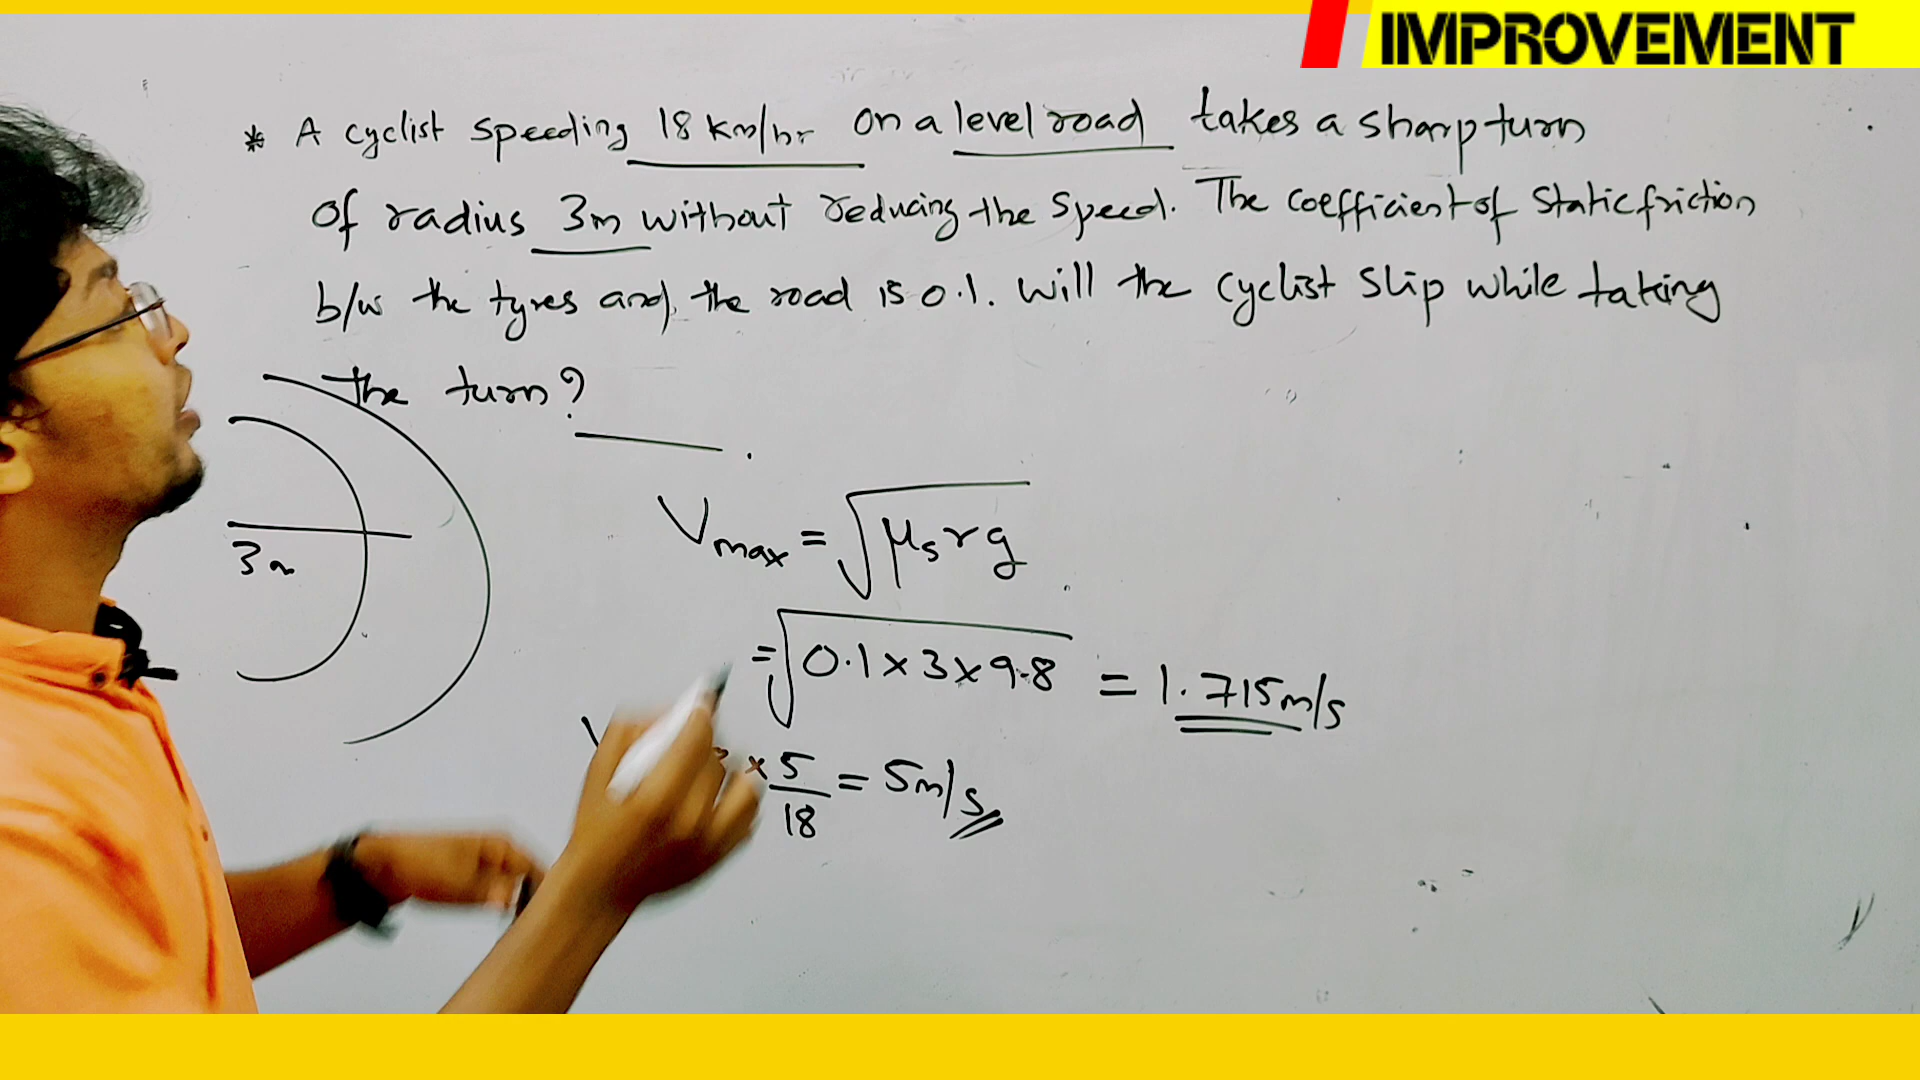 IMPROVEMENT
* A cyclist speeding 18 Km/hr on a level road takes a sharp turn
of radius 3m without reducing the speed. The coefficient of static friction
b/w the tyres and the road is 0.1. Will the cyclist slip while taking
the turn?
3m
Vmax = √μs r g
= √0.1 x 3 x 9.8 = 1.715 m/s
x 5/18 = 5m/s